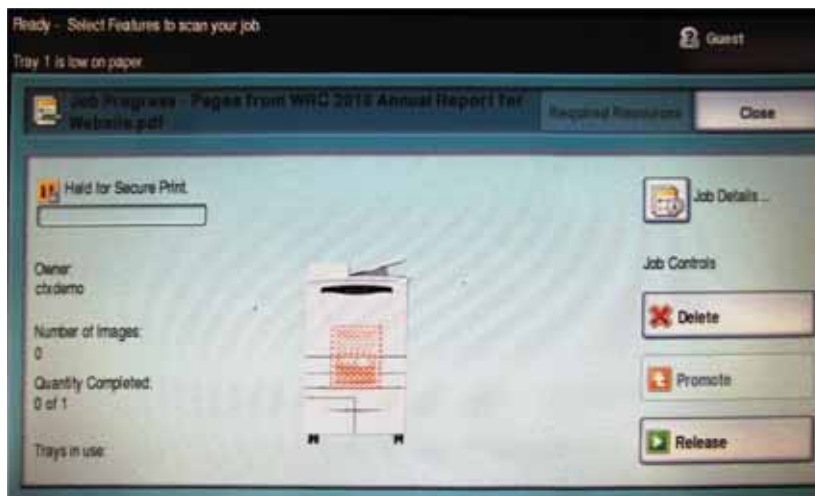 Ready - Select Features to scan your job
Guest
Tray 1 is low on paper.
Job Progress - Pages from WRC 2010 Annual Report for
Website.pdf
Required Resources
Close
Held for Secure Print.
Job Details ...
Owner:
ctxdemo
Job Controls
Delete
Number of Images:
0
Promote
Quantity Completed:
0 of 1
Release
Trays in use: